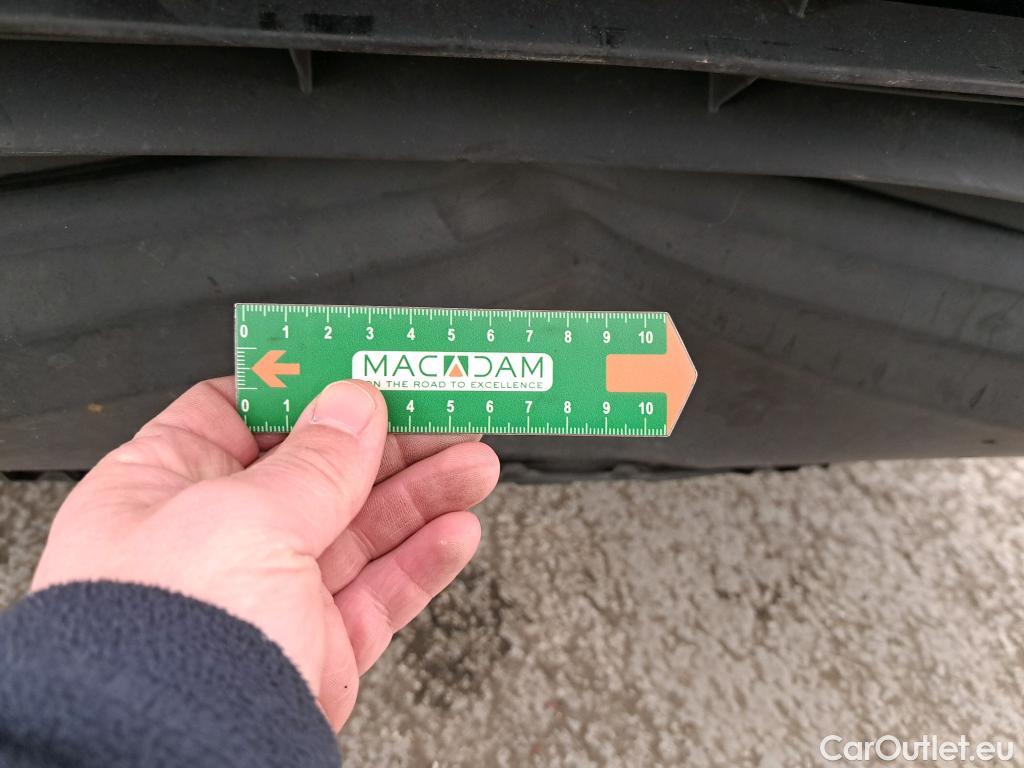 0 1 2 3 4 5 6 7 8 9 10
MACADAM
ON THE ROAD TO EXCELLENCE
0 1 4 5 6 7 8 9 10
CarOutlet.eu